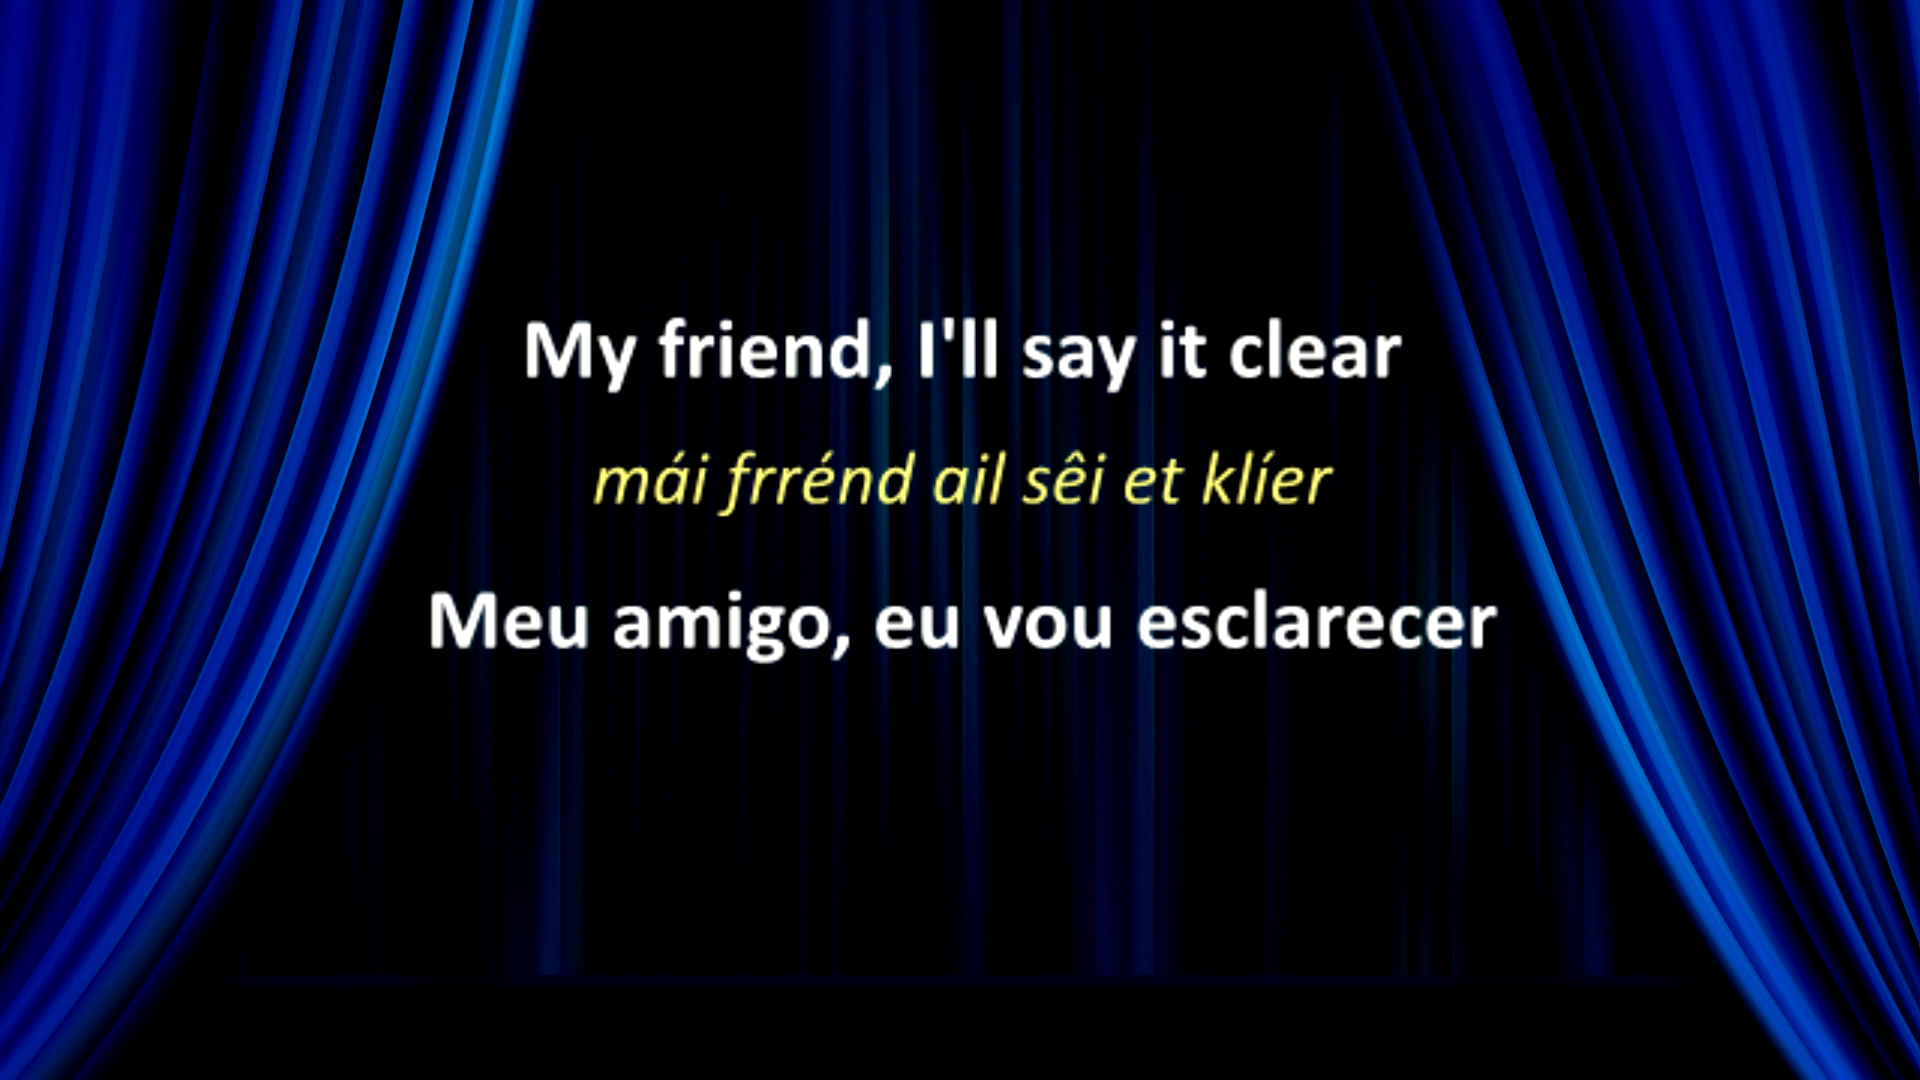 My friend, I'll say it clear
mái frrénd ail sêi et klíer
Meu amigo, eu vou esclarecer